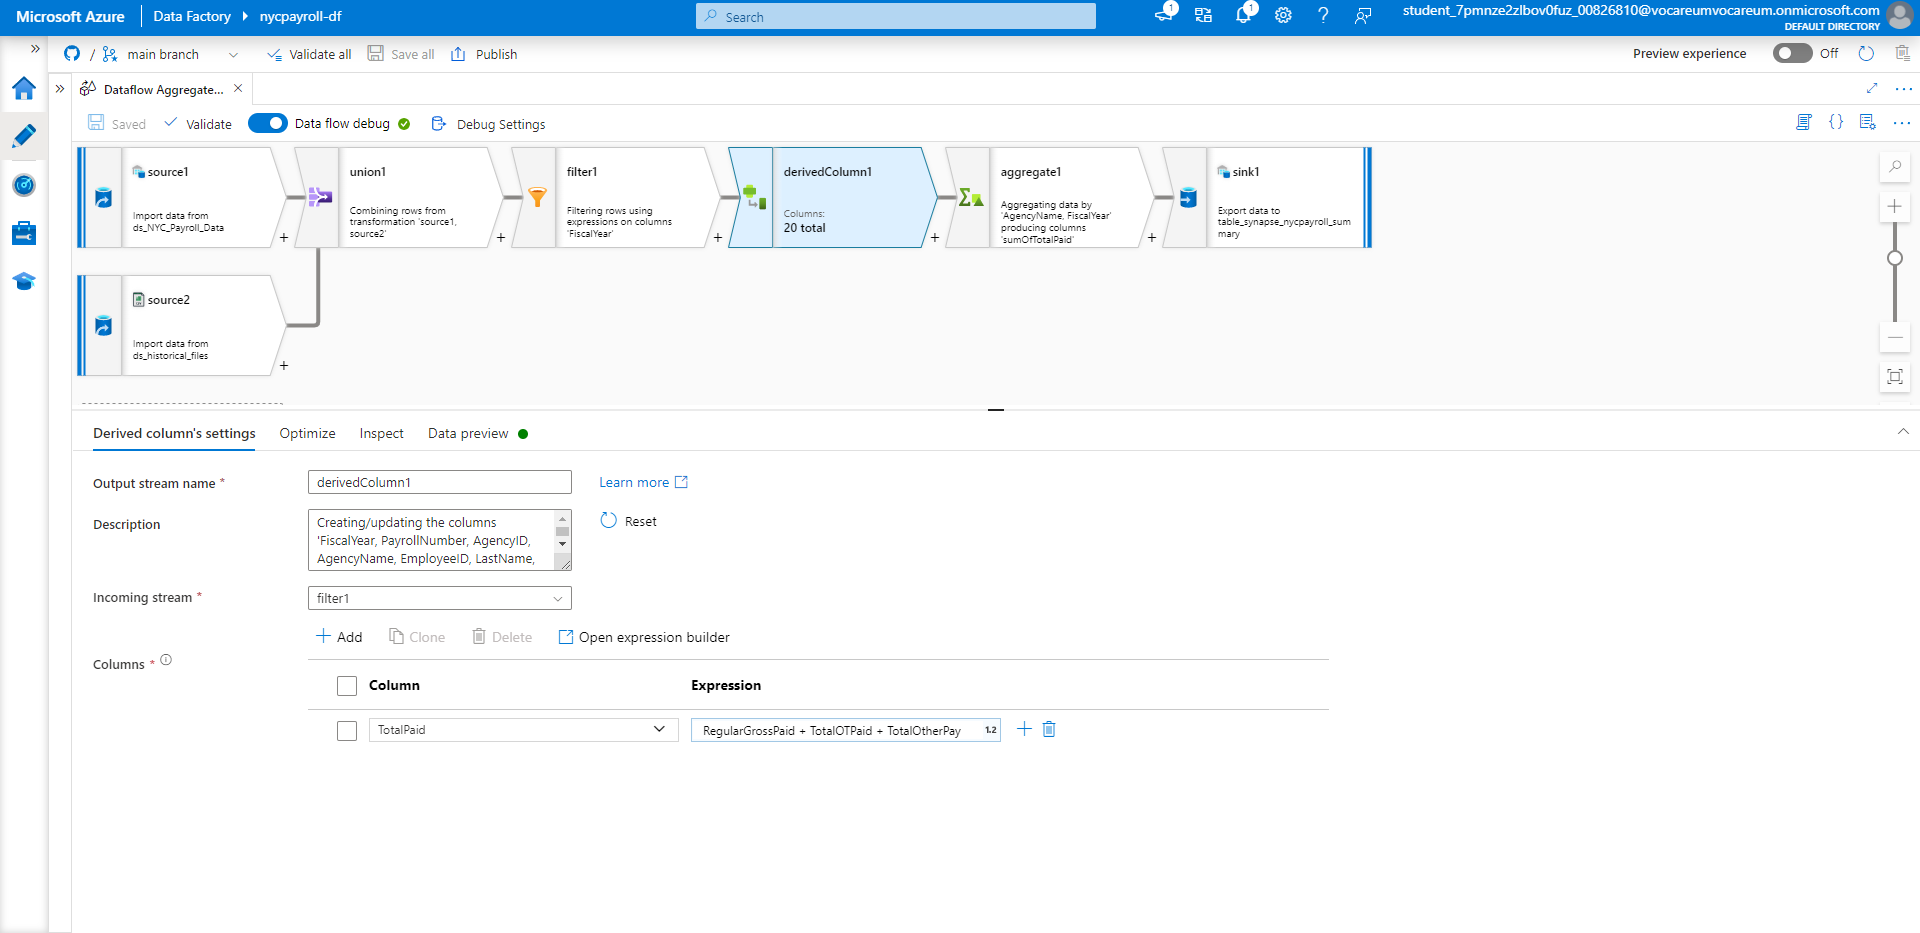 Microsoft Azure Data Factory nycpayroll-df Search 1 1 ? student_7pmnze2zlbov0fuz_00826810@vocareumvocareum.onmicrosoft.com
DEFAULT DIRECTORY
/ main branch Validate all Save all Publish Preview experience Off
Dataflow Aggregate...
Saved Validate Data flow debug Debug Settings
source1
Import data from
ds_NYC_Payroll_Data
union1
Combining rows from
transformation 'source1,
source2'
filter1
Filtering rows using
expressions on columns
'FiscalYear'
derivedColumn1
Columns:
20 total
aggregate1
Aggregating data by
'AgencyName, FiscalYear'
producing columns
'sumOfTotalPaid'
sink1
Export data to
table_synapse_nycpayroll_su
mmary
source2
Import data from
ds_historical_files
Derived column's settings Optimize Inspect Data preview
Output stream name * derivedColumn1 Learn more
Description Creating/updating the columns
'FiscalYear, PayrollNumber, AgencyID,
AgencyName, EmployeeID, LastName,
Reset
Incoming stream * filter1
Add Clone Delete Open expression builder
Columns *
Column Expression
TotalPaid RegularGrossPaid + TotalOTPaid + TotalOtherPay 1.2